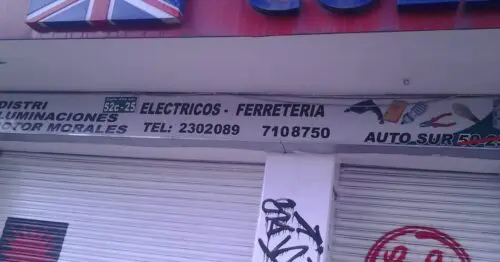 DISTRI
LUMINACIONES
OTOR MORALES
52c-25
ELECTRICOS - FERRETERIA
TEL: 2302089 7108750
AUTO SUR